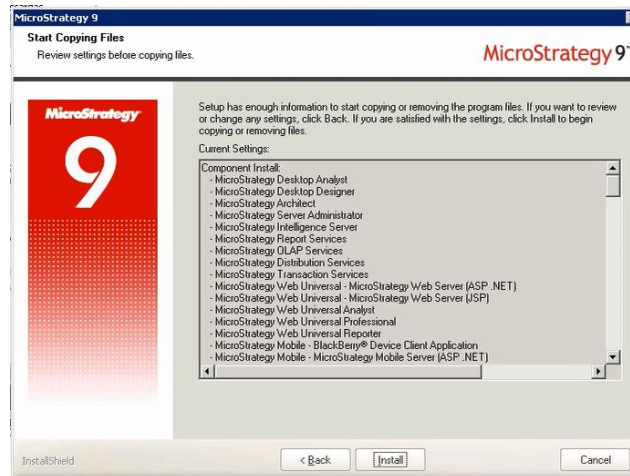 MicroStrategy 9
Start Copying Files
Review settings before copying files.
MicroStrategy 9
MicroStrategy
9
Setup has enough information to start copying or removing the program files. If you want to review
or change any settings, click Back. If you are satisfied with the settings, click Install to begin
copying or removing files.
Current Settings:
Component Install:
- MicroStrategy Desktop Analyst
- MicroStrategy Desktop Designer
- MicroStrategy Architect
- MicroStrategy Server Administrator
- MicroStrategy Intelligence Server
- MicroStrategy Report Services
- MicroStrategy OLAP Services
- MicroStrategy Distribution Services
- MicroStrategy Transaction Services
- MicroStrategy Web Universal - MicroStrategy Web Server (ASP .NET)
- MicroStrategy Web Universal - MicroStrategy Web Server (JSP)
- MicroStrategy Web Universal Analyst
- MicroStrategy Web Universal Professional
- MicroStrategy Web Universal Reporter
- MicroStrategy Mobile - BlackBerry® Device Client Application
- MicroStrategy Mobile - MicroStrategy Mobile Server (ASP .NET)
InstallShield
< Back
Install
Cancel